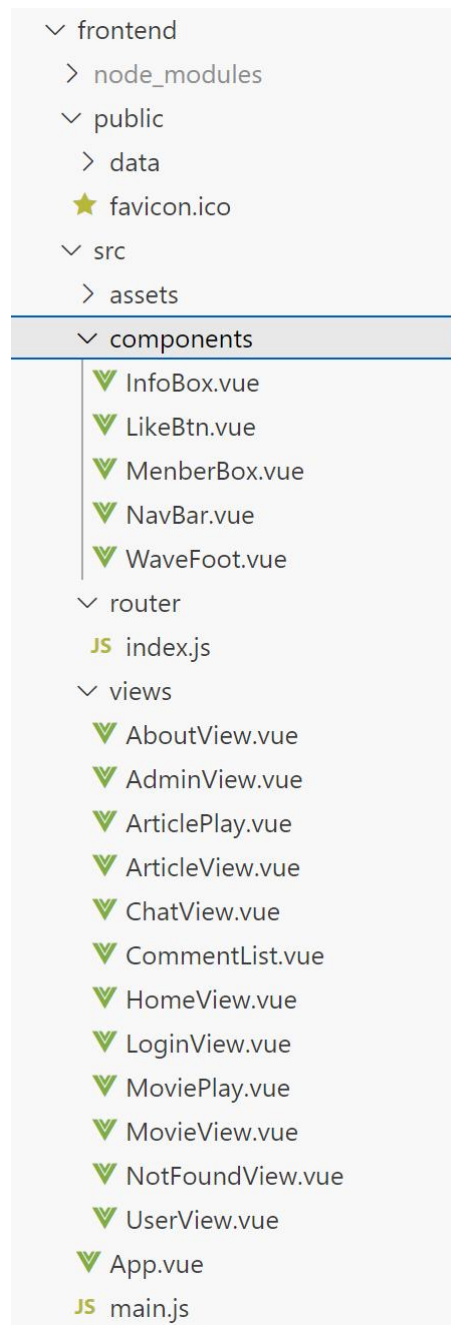 frontend
node_modules
public
data
favicon.ico
src
assets
components
InfoBox.vue
LikeBtn.vue
MenberBox.vue
NavBar.vue
WaveFoot.vue
router
JS index.js
views
AboutView.vue
AdminView.vue
ArticlePlay.vue
ArticleView.vue
ChatView.vue
CommentList.vue
HomeView.vue
LoginView.vue
MoviePlay.vue
MovieView.vue
NotFoundView.vue
UserView.vue
App.vue
JS main.js